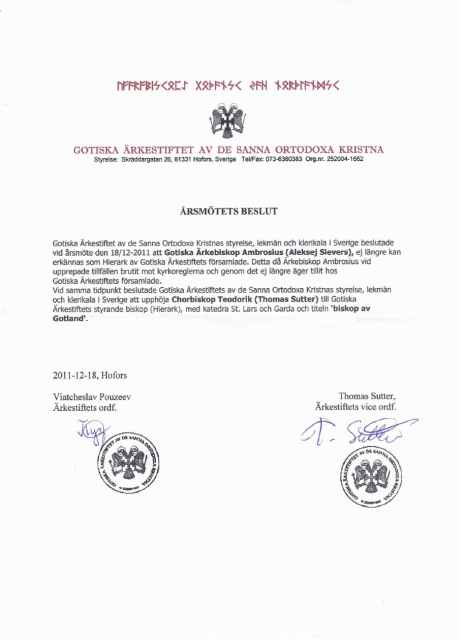 GOTISKA ÄRKESTIFTET AV DE SANNA ORTODOXA KRISTNA
Styrelse: Skräddargatan 26, 81331 Hofors, Sverige Tel/Fax: 073-6360383 Org.nr. 252004-1662
ÅRSMÖTETS BESLUT
Gotiska Ärkestiftet av de Sanna Ortodoxa Kristnas styrelse, lekmän och klerikala i Sverige beslutade
vid årsmöte den 18/12-2011 att Gotiska Ärkebiskop Ambrosius (Aleksej Sievers), ej längre kan
erkännas som Hierark av Gotiska Ärkestiftets församlade. Detta då Ärkebiskop Ambrosius vid
upprepade tillfällen brutit mot kyrkoreglerna och genom det ej längre äger tillit hos
Gotiska Ärkestiftets församlade.
Vid samma tidpunkt beslutade Gotiska Ärkestiftets av de Sanna Ortodoxa Kristnas styrelse, lekmän
och klerikala i Sverige att upphöja Chorbiskop Teodorik (Thomas Sutter) till Gotiska
Ärkestiftets styrande biskop (Hierark), med katedra St. Lars och Garda och titeln 'biskop av
Gotland'.
2011-12-18, Hofors
Viatcheslav Pouzeev
Ärkestiftets ordf.
Thomas Sutter,
Ärkestiftets vice ordf.
T. Sutter
GOTISKA ÄRKESTIFTET AV DE SANNA ORTODOXA KRISTNA
GOTISKA ÄRKESTIFTET AV DE SANNA ORTODOXA KRISTNA